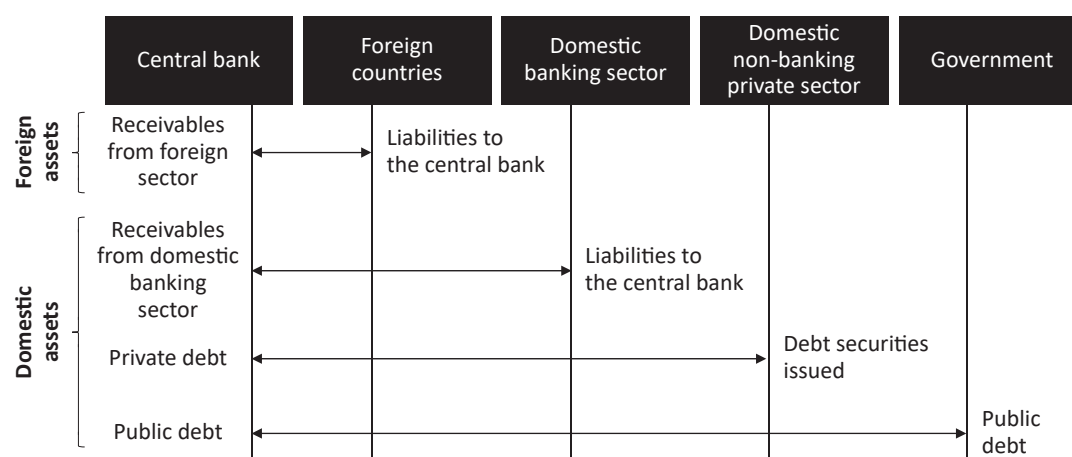 Central bank
Foreign
countries
Domestic
banking sector
Domestic
non-banking
private sector
Government
Foreign
assets
Receivables
from foreign
sector
Liabilities to
the central bank
Domestic
assets
Receivables
from domestic
banking
sector
Liabilities to
the central bank
Private debt
Debt securities
issued
Public debt
Public
debt